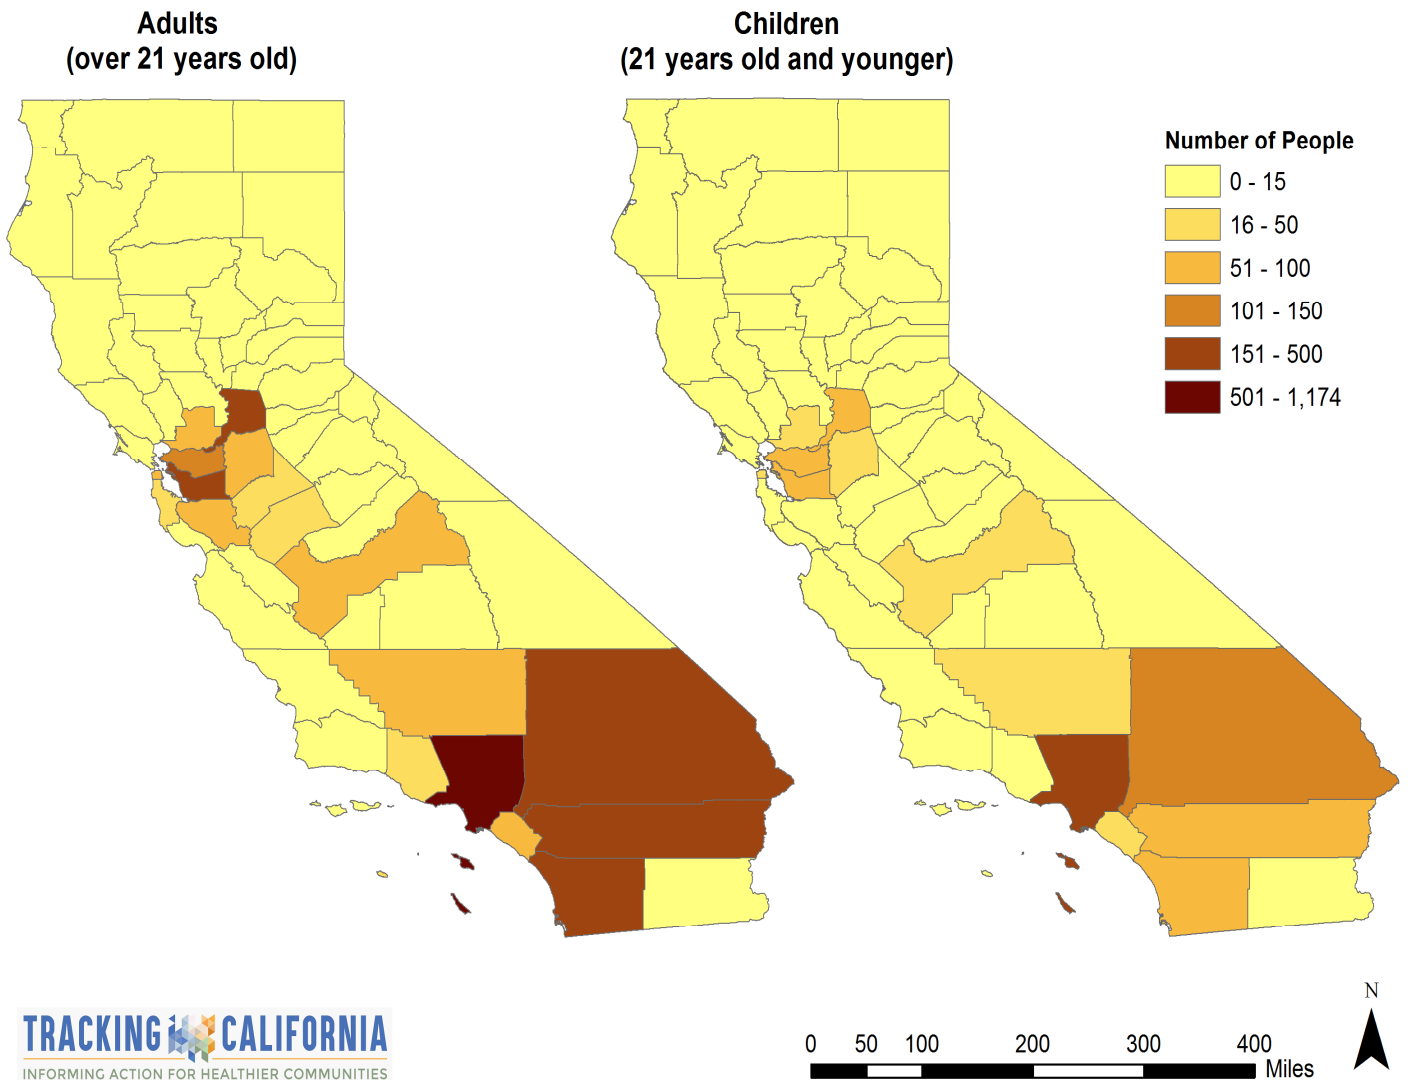 Adults
(over 21 years old)
Children
(21 years old and younger)
Number of People
0 - 15
16 - 50
51 - 100
101 - 150
151 - 500
501 - 1,174
TRACKING CALIFORNIA
INFORMING ACTION FOR HEALTHIER COMMUNITIES
N
0 50 100 200 300 400
Miles